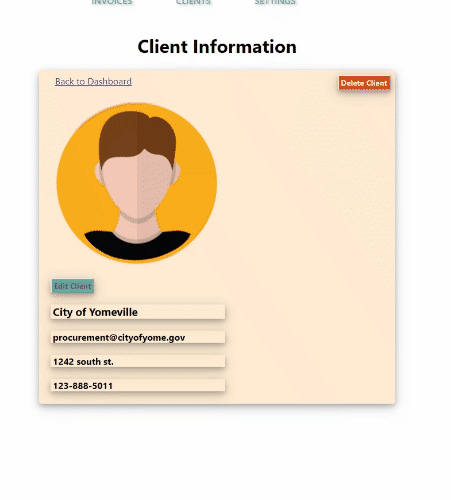 INVOICES CLIENTS SETTINGS
Client Information
Back to Dashboard Delete Client
Edit Client
City of Yomeville
procurement@cityofyome.gov
1242 south st.
123-888-5011